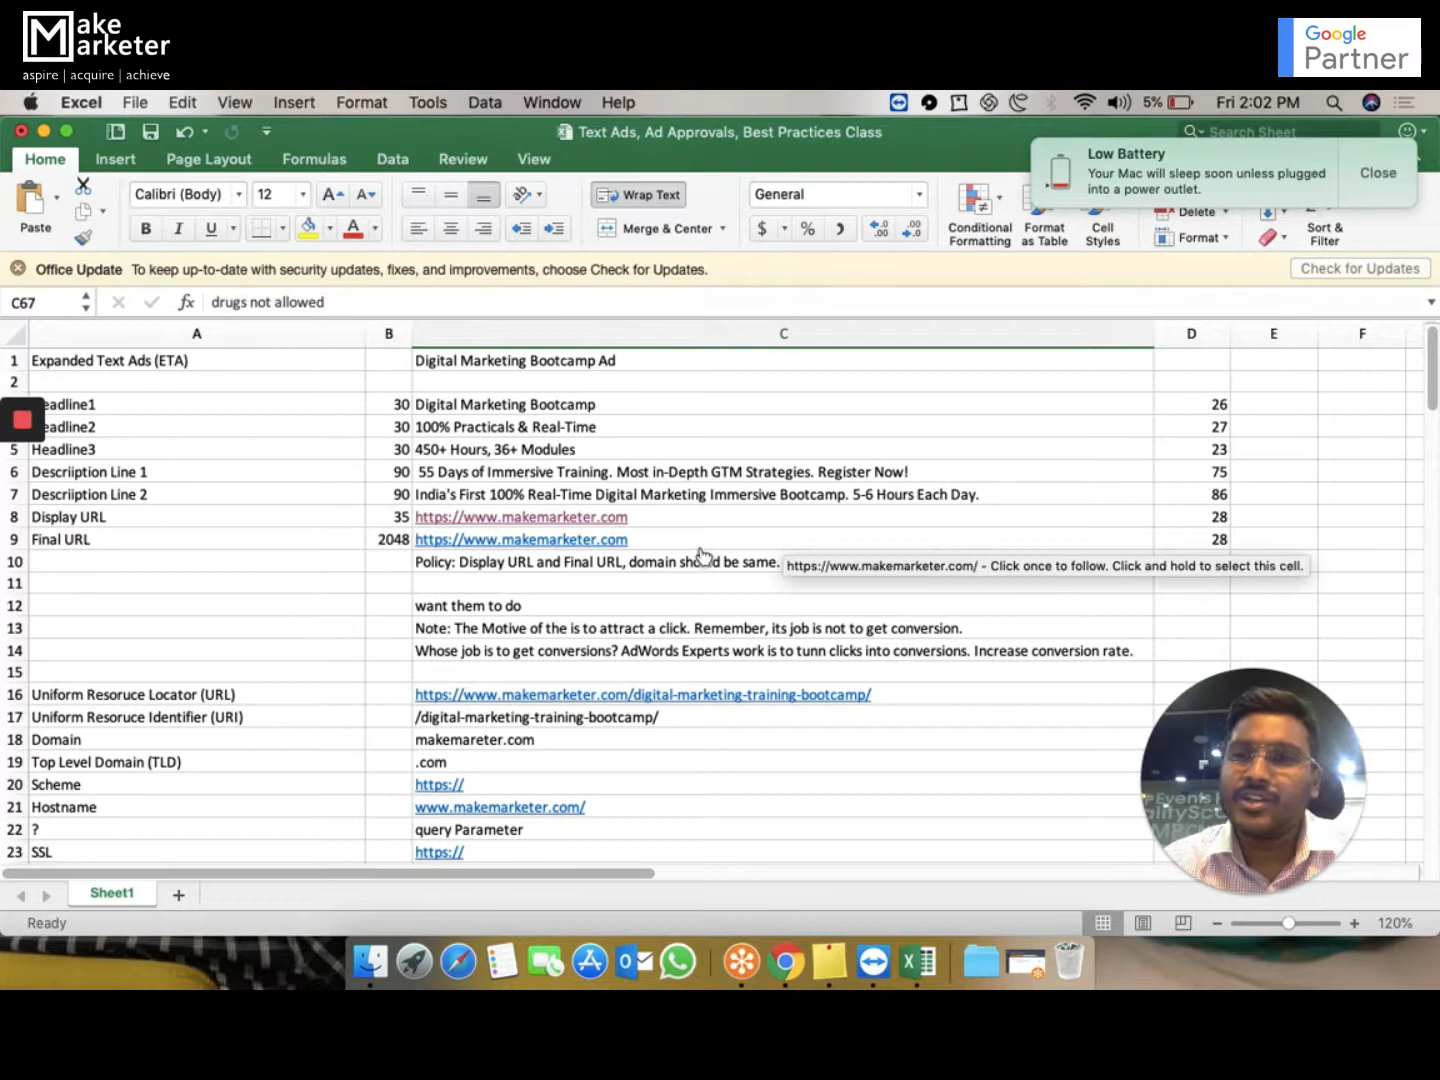 Make Marketer
aspire | acquire | achieve
Google
Partner
Excel File Edit View Insert Format Tools Data Window Help 5% Fri 2:02 PM
Text Ads, Ad Approvals, Best Practices Class
Search Sheet
Home Insert Page Layout Formulas Data Review View
Low Battery
Your Mac will sleep soon unless plugged
into a power outlet.
Close
Paste
Calibri (Body) 12
Wrap Text
General
B I U
Merge & Center
$ %
Conditional Formatting
Format as Table
Cell Styles
Delete
Format
Sort & Filter
Office Update To keep up-to-date with security updates, fixes, and improvements, choose Check for Updates.
Check for Updates
C67 fx drugs not allowed
A B C D E F
1 Expanded Text Ads (ETA) Digital Marketing Bootcamp Ad
2
eadline1 30 Digital Marketing Bootcamp 26
eadline2 30 100% Practicals & Real-Time 27
5 Headline3 30 450+ Hours, 36+ Modules 23
6 Descriiption Line 1 90 55 Days of Immersive Training. Most in-Depth GTM Strategies. Register Now! 75
7 Descriiption Line 2 90 India's First 100% Real-Time Digital Marketing Immersive Bootcamp. 5-6 Hours Each Day. 86
8 Display URL 35 https://www.makemarketer.com 28
9 Final URL 2048 https://www.makemarketer.com 28
10 Policy: Display URL and Final URL, domain should be same.
https://www.makemarketer.com/ - Click once to follow. Click and hold to select this cell.
11
12 want them to do
13 Note: The Motive of the is to attract a click. Remember, its job is not to get conversion.
14 Whose job is to get conversions? AdWords Experts work is to tunn clicks into conversions. Increase conversion rate.
15
16 Uniform Resoruce Locator (URL) https://www.makemarketer.com/digital-marketing-training-bootcamp/
17 Uniform Resoruce Identifier (URI) /digital-marketing-training-bootcamp/
18 Domain makemareter.com
19 Top Level Domain (TLD) .com
20 Scheme https://
21 Hostname www.makemarketer.com/
22 ? query Parameter
23 SSL https://
Sheet1
Ready
120%